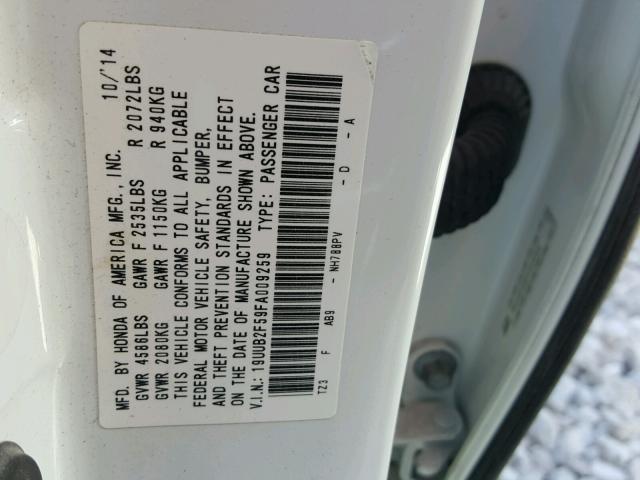 MFD. BY HONDA OF AMERICA MFG., INC. 10/'14
GVWR 4586LBS GAWR F 2535LBS R 2072LBS
GVWR 2080KG GAWR F 1150KG R 940KG
THIS VEHICLE CONFORMS TO ALL APPLICABLE
FEDERAL MOTOR VEHICLE SAFETY, BUMPER,
AND THEFT PREVENTION STANDARDS IN EFFECT
ON THE DATE OF MANUFACTURE SHOWN ABOVE.
V.I.N.: 19UUB2F59FA009259 TYPE: PASSENGER CAR
TZ3 F AB9 - NH788PV - D - A